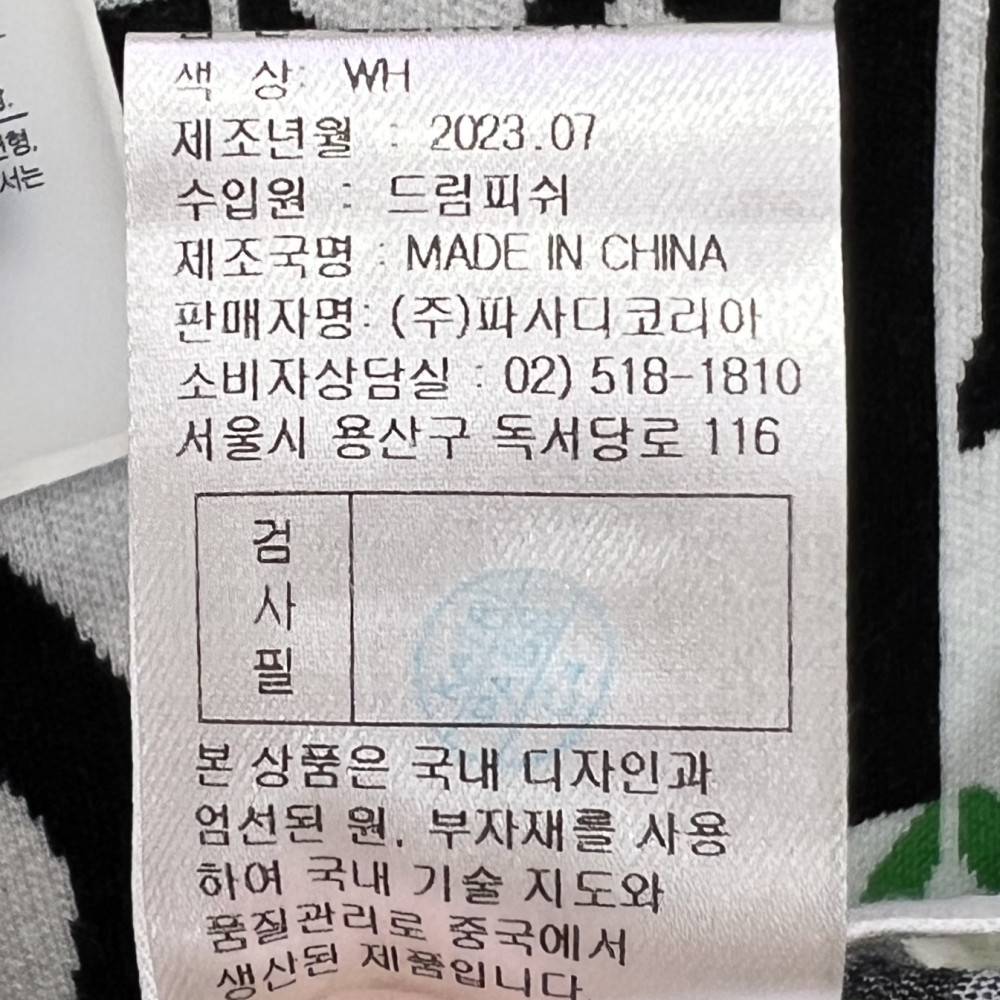 색 상: WH
제조년월 : 2023.07
수입원 : 드림피쉬
제조국명 : MADE IN CHINA
판매자명: (주)파사디코리아
소비자상담실 : 02) 518-1810
서울시 용산구 독서당로 116
검
사
필
본 상품은 국내 디자인과
엄선된 원, 부자재를 사용
하여 국내 기술 지도와
품질관리로 중국에서
생산된 제품입니다.
서는